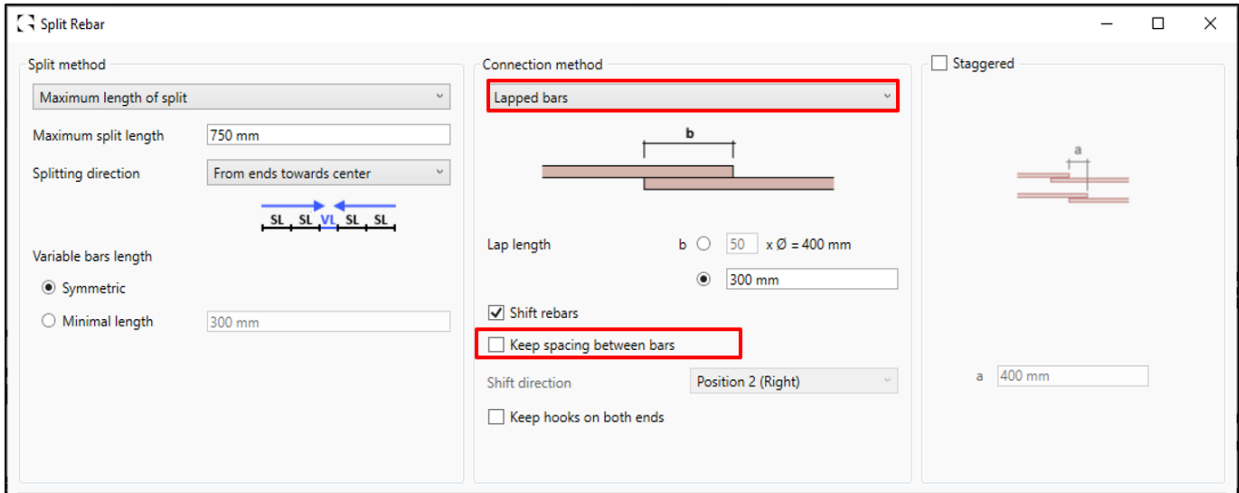 Split Rebar
Split method
Maximum length of split
Maximum split length 750 mm
Splitting direction From ends towards center
SL SL VL SL SL
Variable bars length
Symmetric
Minimal length 300 mm
Connection method
Lapped bars
b
Lap length b 50 x Ø = 400 mm
300 mm
Shift rebars
Keep spacing between bars
Shift direction Position 2 (Right)
Keep hooks on both ends
Staggered
a
a 400 mm